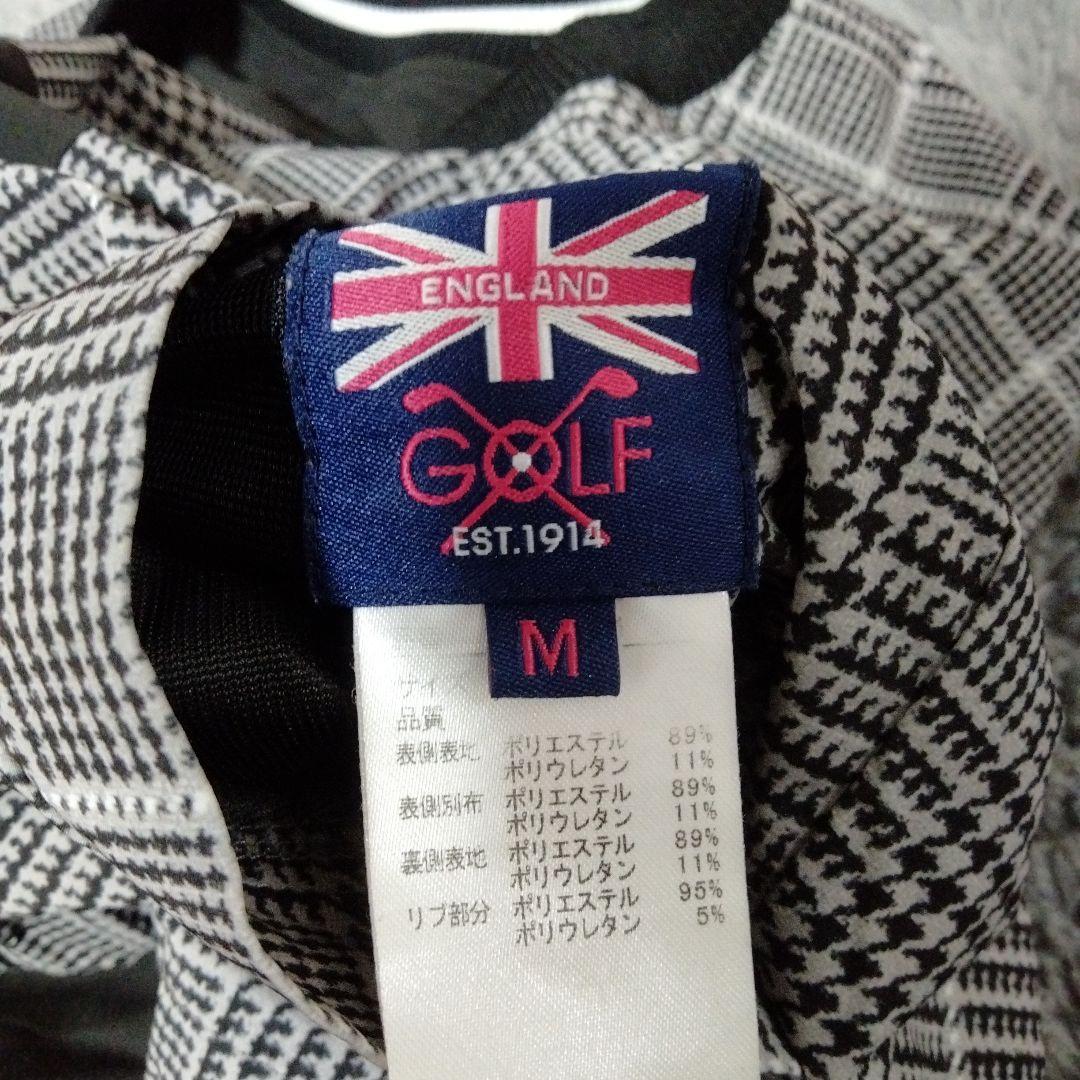 ENGLAND
GOLF
EST.1914
M
サイズ
品質
表側表地 ポリエステル 89%
ポリウレタン 11%
表側別布 ポリエステル 89%
ポリウレタン 11%
裏側表地 ポリエステル 89%
ポリウレタン 11%
リブ部分 ポリエステル 95%
ポリウレタン 5%